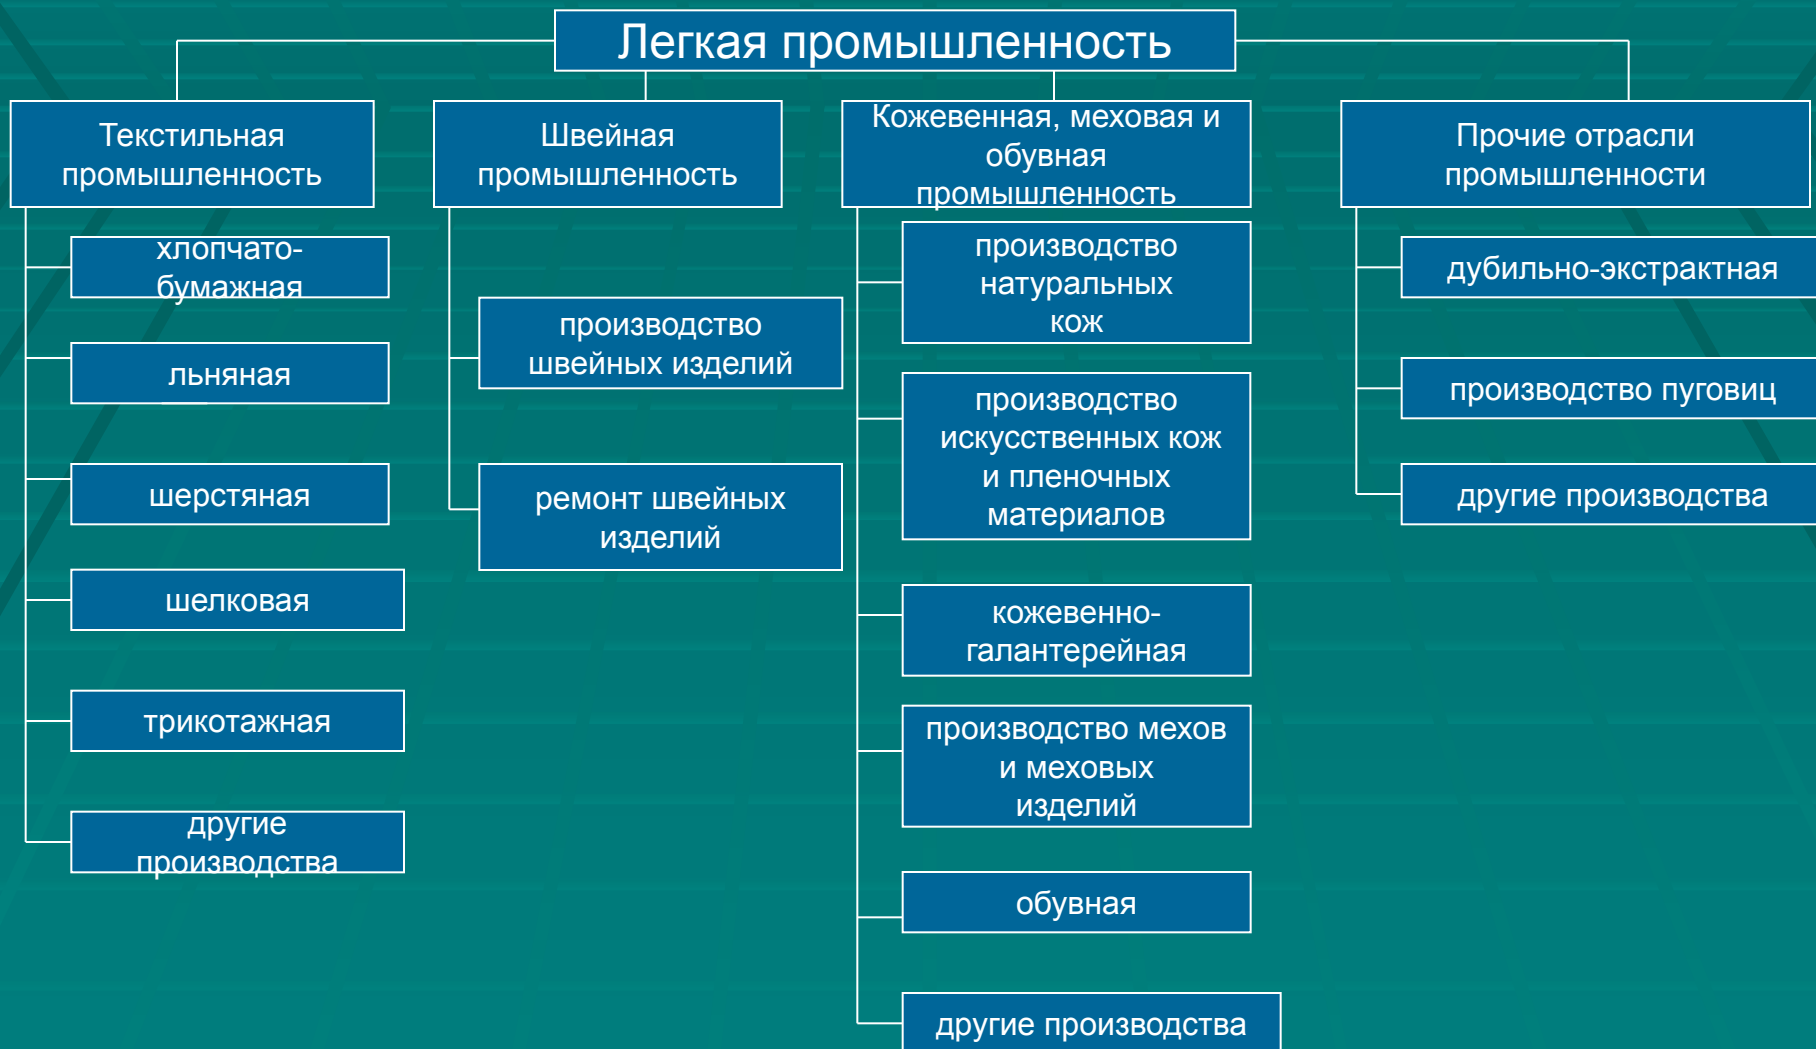 Легкая промышленность
Текстильная
промышленность
хлопчато-
бумажная
льняная
шерстяная
шелковая
трикотажная
другие
производства
Швейная
промышленность
производство
швейных изделий
ремонт швейных
изделий
Кожевенная, меховая и
обувная
промышленность
производство
натуральных
кож
производство
искусственных кож
и пленочных
материалов
кожевенно-
галантерейная
производство мехов
и меховых
изделий
обувная
другие производства
Прочие отрасли
промышленности
дубильно-экстрактная
производство пуговиц
другие производства